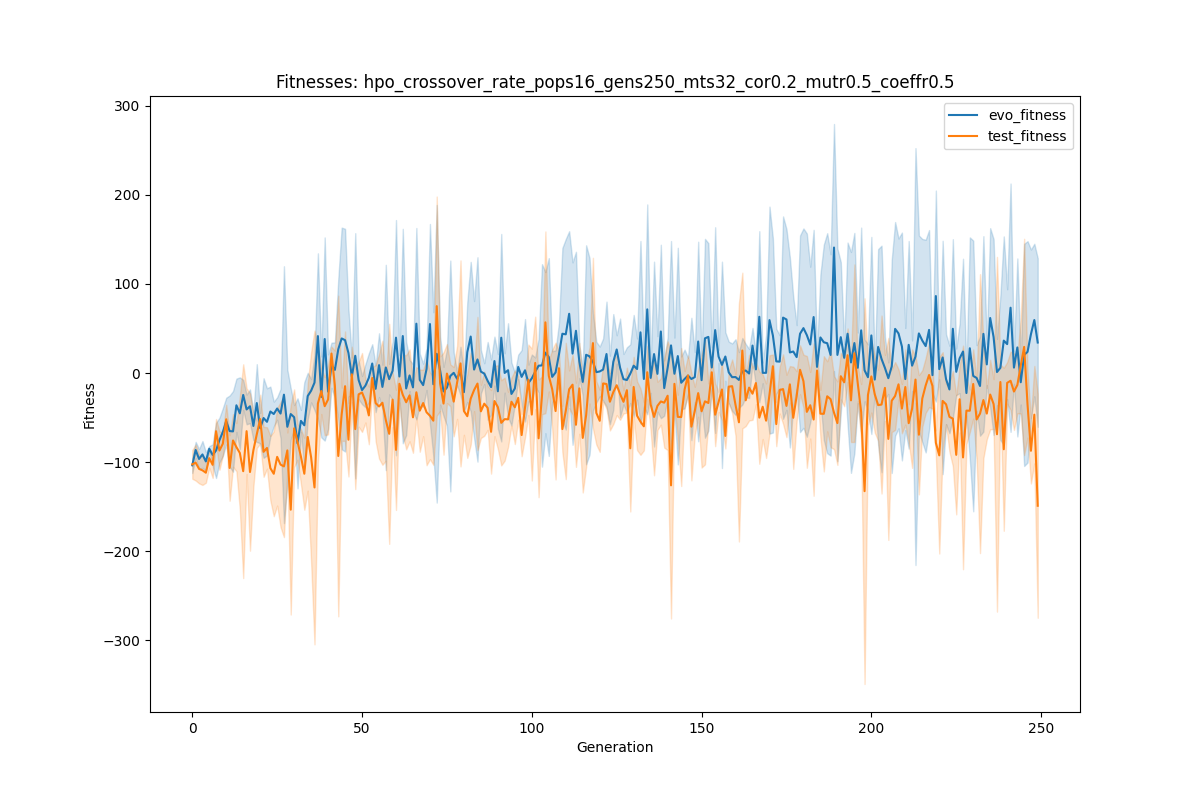 Fitnesses: hpo_crossover_rate_pops16_gens250_mts32_cor0.2_mutr0.5_coeffr0.5
evo_fitness
test_fitness
300
200
100
0
−100
−200
−300
Fitness
0 50 100 150 200 250
Generation